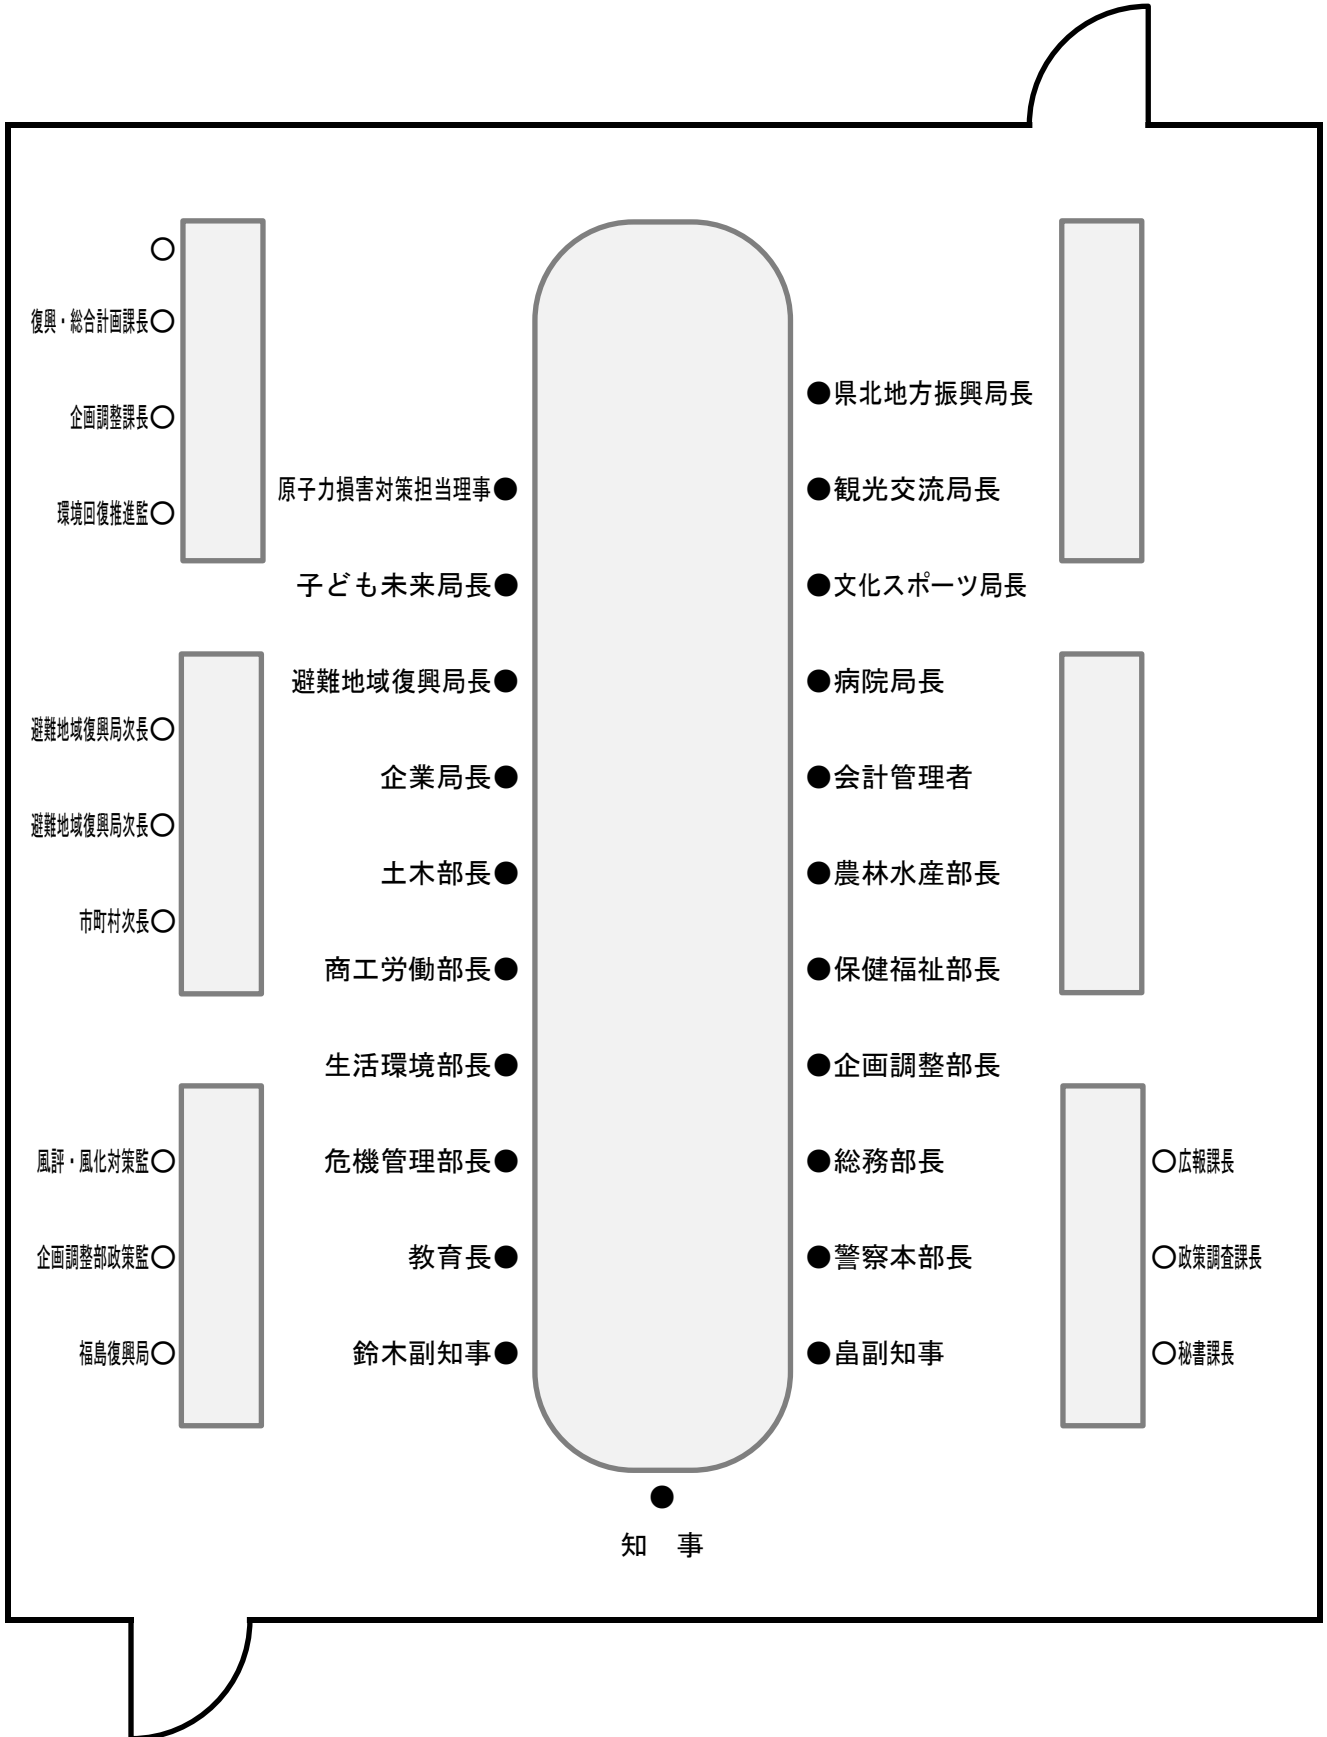 復興・総合計画課長
県北地方振興局長
企画調整課長
原子力損害対策担当理事
観光交流局長
環境回復推進監
子ども未来局長
文化スポーツ局長
避難地域復興局長
病院局長
避難地域復興局次長
企業局長
会計管理者
避難地域復興局次長
土木部長
農林水産部長
市町村次長
商工労働部長
保健福祉部長
生活環境部長
企画調整部長
風評・風化対策監
危機管理部長
総務部長
広報課長
企画調整部政策監
教育長
警察本部長
政策調査課長
福島復興局
鈴木副知事
畠副知事
秘書課長
知　事